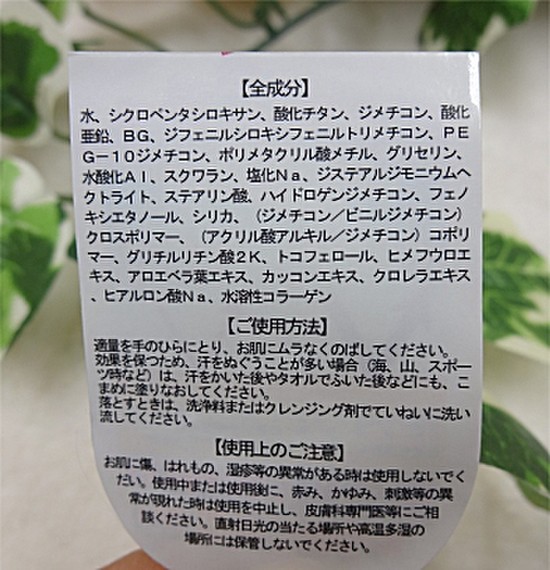 【全成分】
水、シクロペンタシロキサン、酸化チタン、ジメチコン、酸化
亜鉛、BG、ジフェニルシロキシフェニルトリメチコン、PE
G－10ジメチコン、ポリメタクリル酸メチル、グリセリン、
水酸化Al、スクワラン、塩化Na、ジステアルジモニウムヘ
クトライト、ステアリン酸、ハイドロゲンジメチコン、フェノ
キシエタノール、シリカ、（ジメチコン／ビニルジメチコン）
クロスポリマー、（アクリル酸アルキル／ジメチコン）コポリ
マー、グリチルリチン酸2K、トコフェロール、ヒメフウロエ
キス、アロエベラ葉エキス、カッコンエキス、クロレラエキス
、ヒアルロン酸Na、水溶性コラーゲン
【ご使用方法】
適量を手のひらにとり、お肌にムラなくのばしてください。
効果を保つため、汗をぬぐうことが多い場合（海、山、スポー
ツ時など）は、汗をかいた後やタオルでふいた後などにも、こ
まめに塗りなおしてください。
落とすときは、洗浄料またはクレンジング剤でていねいに洗い
流してください。
【使用上のご注意】
お肌に傷、はれもの、湿疹等の異常がある時は使用しないでく
ださい。使用中または使用後に、赤み、かゆみ、刺激等の異
常が現れた時は使用を中止し、皮膚科専門医等にご相
談ください。直射日光の当たる場所や高温多湿の
場所には保管しないでください。